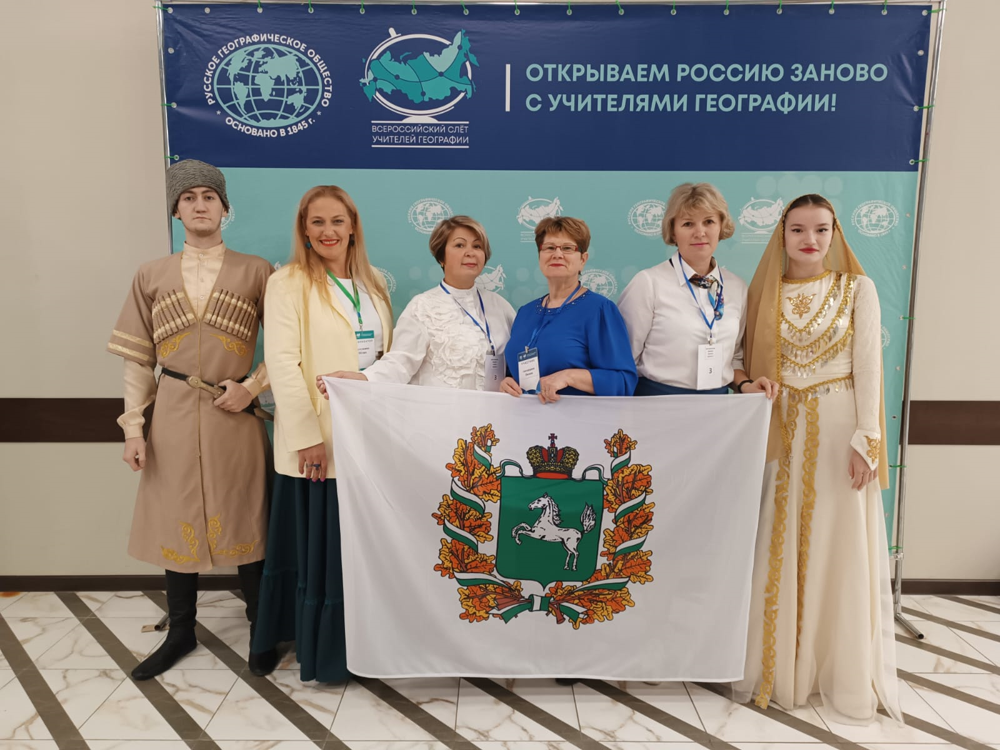 РУССКОЕ ГЕОГРАФИЧЕСКОЕ ОБЩЕСТВО
* ОСНОВАНО В 1845 г. *
ВСЕРОССИЙСКИЙ СЛЁТ
УЧИТЕЛЕЙ ГЕОГРАФИИ
ОТКРЫВАЕМ РОССИЮ ЗАНОВО
С УЧИТЕЛЯМИ ГЕОГРАФИИ!
УЧАСТНИК
3
3